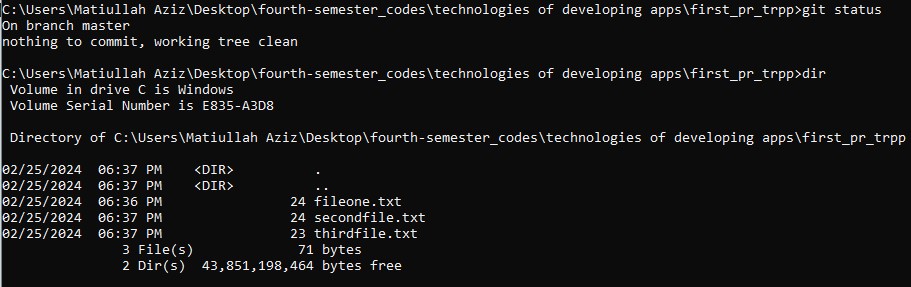 C:\Users\Matiullah Aziz\Desktop\fourth-semester_codes\technologies of developing apps\first_pr_trpp>git status
On branch master
nothing to commit, working tree clean
C:\Users\Matiullah Aziz\Desktop\fourth-semester_codes\technologies of developing apps\first_pr_trpp>dir
 Volume in drive C is Windows
 Volume Serial Number is E835-A3D8
 Directory of C:\Users\Matiullah Aziz\Desktop\fourth-semester_codes\technologies of developing apps\first_pr_trpp
02/25/2024  06:37 PM    <DIR>          .
02/25/2024  06:37 PM    <DIR>          ..
02/25/2024  06:36 PM                24 fileone.txt
02/25/2024  06:37 PM                24 secondfile.txt
02/25/2024  06:37 PM                23 thirdfile.txt
               3 File(s)             71 bytes
               2 Dir(s)  43,851,198,464 bytes free